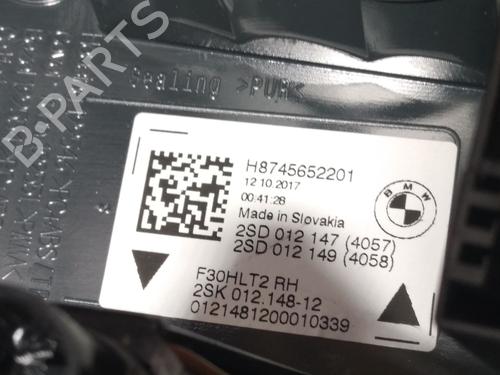 Sealing >PUR<
H8745652201
12.10.2017
00:41:28
Made in Slovakia
BMW
2SD 012 147 (4057)
2SD 012 149 (4058)
F30HLT2 RH
2SK 012.148-12
0121481200010339
B-PARTS